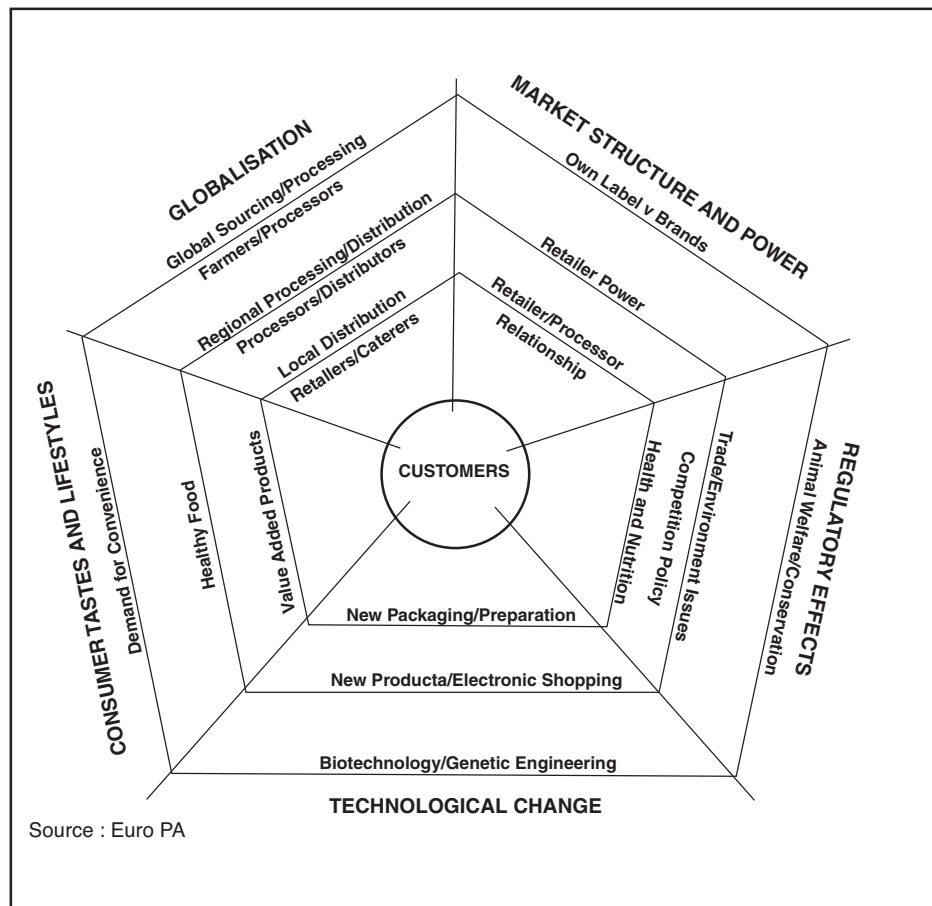 GLOBALISATION
Global Sourcing/Processing
Farmers/Processors
Regional Processing/Distribution
Processors/Distributors
Local Distribution
Retallers/Caterers
MARKET STRUCTURE AND POWER
Own Label v Brands
Retailer Power
Retailer/Processor
Relationship
CONSUMER TASTES AND LIFESTYLES
Demand for Convenience
Healthy Food
Value Added Products
CUSTOMERS
Health and Nutrition
Competition Policy
Trade/Environment Issues
Animal Welfare/Conservation
REGULATORY EFFECTS
New Packaging/Preparation
New Producta/Electronic Shopping
Biotechnology/Genetic Engineering
TECHNOLOGICAL CHANGE
Source : Euro PA